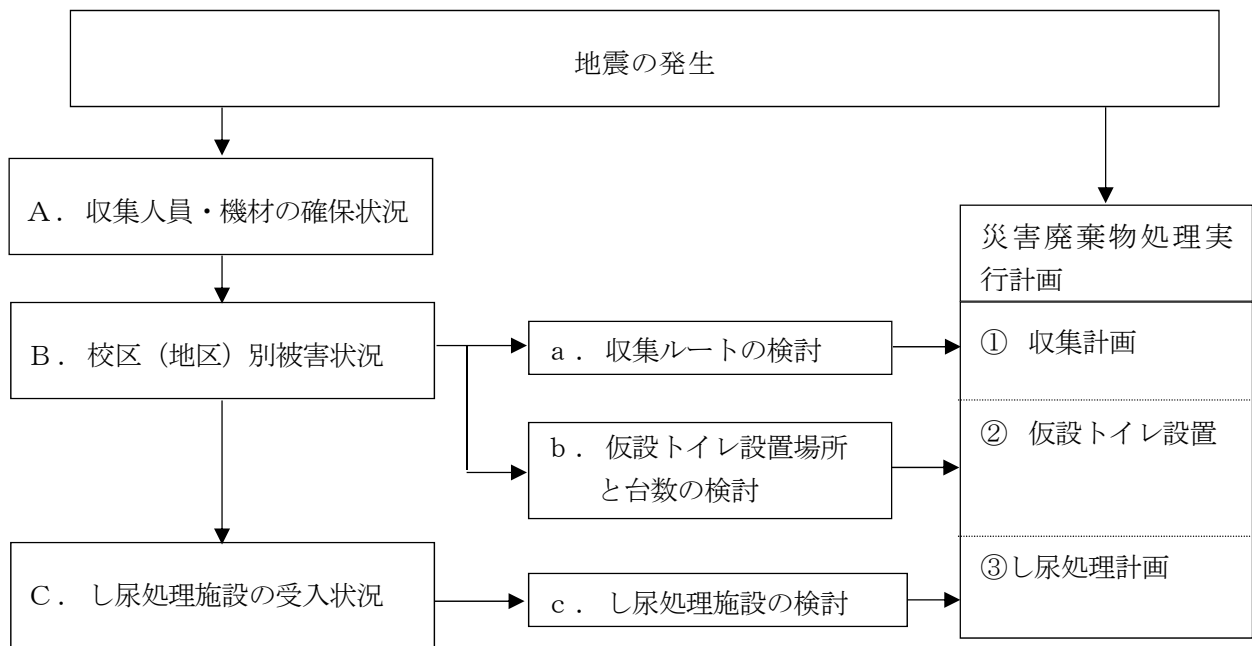 地震の発生
Ａ．収集人員・機材の確保状況
災害廃棄物処理実
行計画
Ｂ．校区（地区）別被害状況
ａ．収集ルートの検討
①　収集計画
ｂ．仮設トイレ設置場所
と台数の検討
②　仮設トイレ設置
Ｃ．し尿処理施設の受入状況
ｃ．し尿処理施設の検討
③し尿処理計画